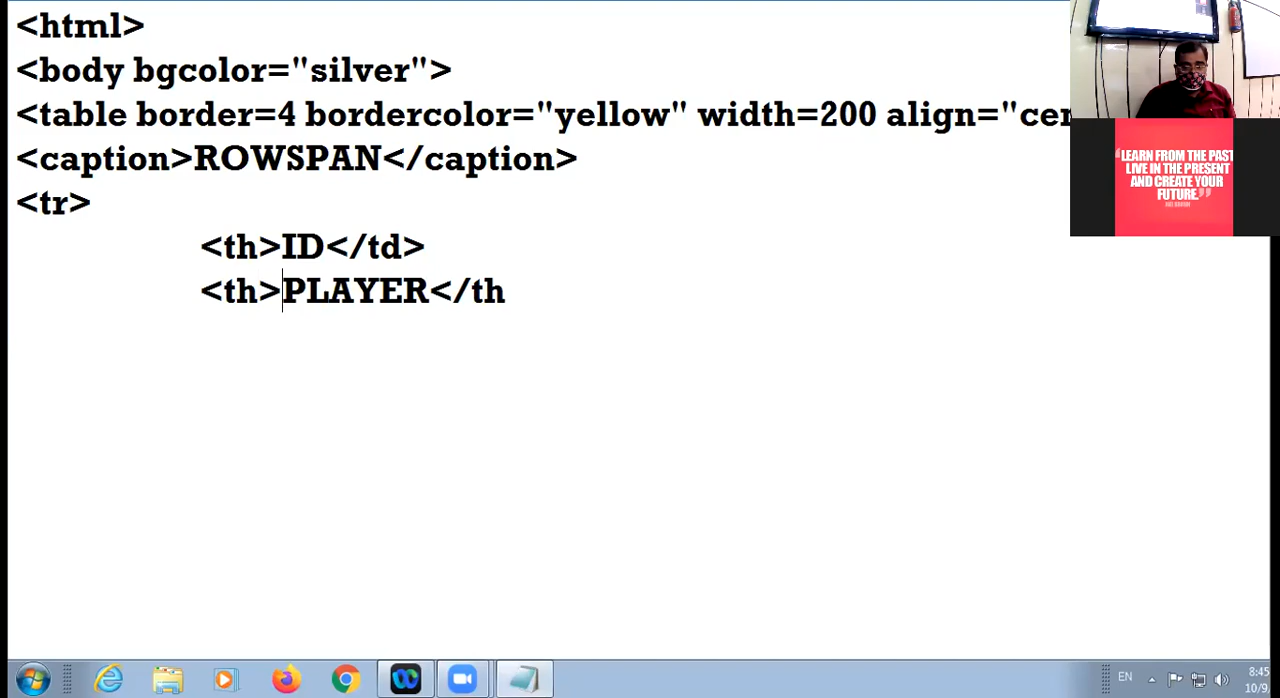 <html>
<body bgcolor="silver">
<table border=4 bordercolor="yellow" width=200 align="cen
<caption>ROWSPAN</caption>
<tr>
<th>ID</td>
<th>PLAYER</th
“LEARN FROM THE PAST
LIVE IN THE PRESENT
AND CREATE YOUR
FUTURE.”
EN
8:45
10/9